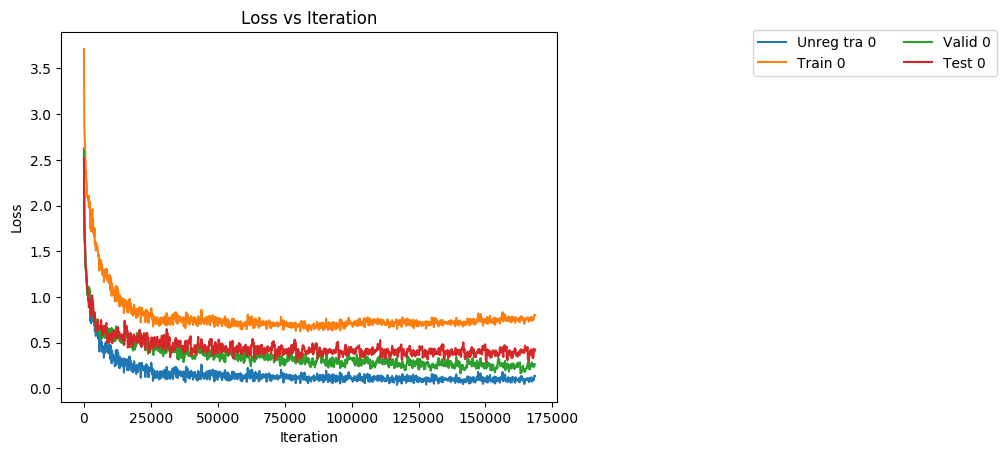 Loss vs Iteration
Unreg tra 0
Train 0
Valid 0
Test 0
3.5
3.0
2.5
2.0
1.5
1.0
0.5
0.0
Loss
0 25000 50000 75000 100000 125000 150000 175000
Iteration